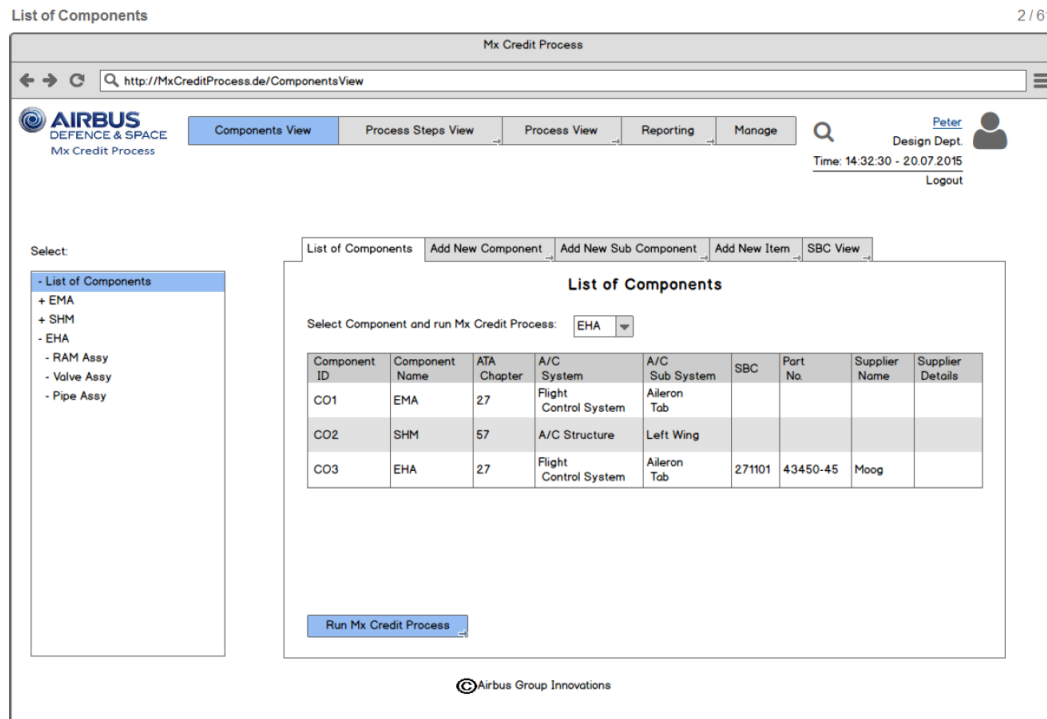 List of Components
2 / 6
Mx Credit Process
http://MxCreditProcess.de/ComponentsView
AIRBUS
DEFENCE & SPACE
Mx Credit Process
Components View Process Steps View Process View Reporting Manage
Peter
Design Dept.
Time: 14:32:30 - 20.07.2015
Logout
Select:
- List of Components
+ EMA
+ SHM
- EHA
- RAM Assy
- Valve Assy
- Pipe Assy
List of Components Add New Component Add New Sub Component Add New Item SBC View
List of Components
Select Component and run Mx Credit Process: EHA
Component ID Component Name ATA Chapter A/C System A/C Sub System SBC Part No. Supplier Name Supplier Details
CO1 EMA 27 Flight Control System Aileron Tab
CO2 SHM 57 A/C Structure Left Wing
CO3 EHA 27 Flight Control System Aileron Tab 271101 43450-45 Moog
Run Mx Credit Process
©Airbus Group Innovations